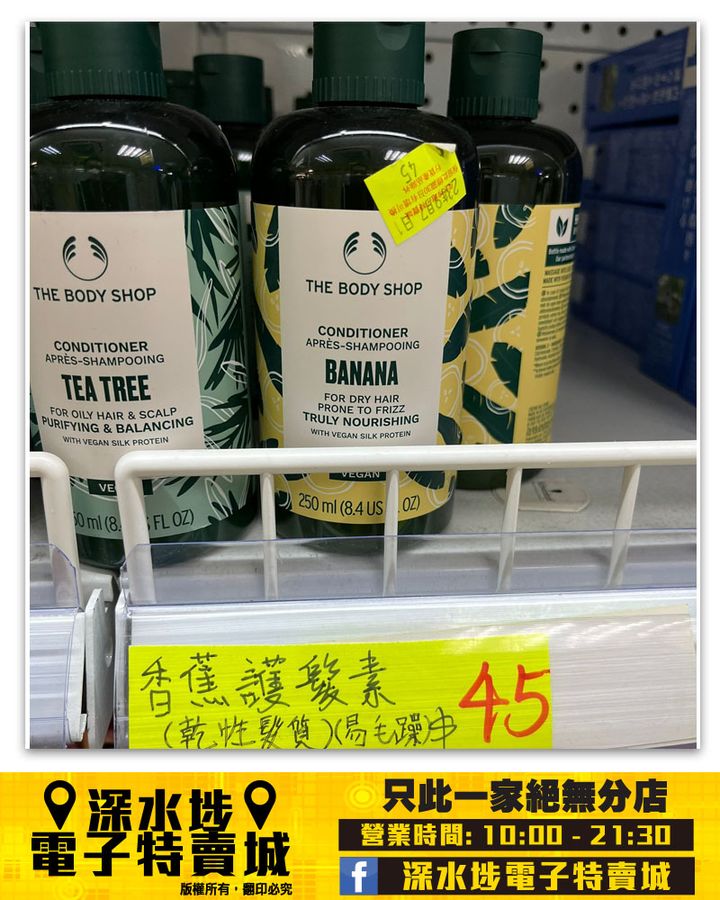 THE BODY SHOP
CONDITIONER
APRÈS-SHAMPOOING
TEA TREE
FOR OILY HAIR & SCALP
PURIFYING & BALANCING
WITH VEGAN SILK PROTEIN
THE BODY SHOP
CONDITIONER
APRÈS-SHAMPOOING
BANANA
FOR DRY HAIR
PRONE TO FRIZZ
TRULY NOURISHING
WITH VEGAN SILK PROTEIN
VEGAN
250 ml (8.4 US
OZ)
45
香蕉護髮素
45
(乾性髮質)(易毛躁)
深水埗
電子特賣城
版權所有，翻印必究
只此一家絕無分店
營業時間: 10:00 - 21:30
深水埗電子特賣城